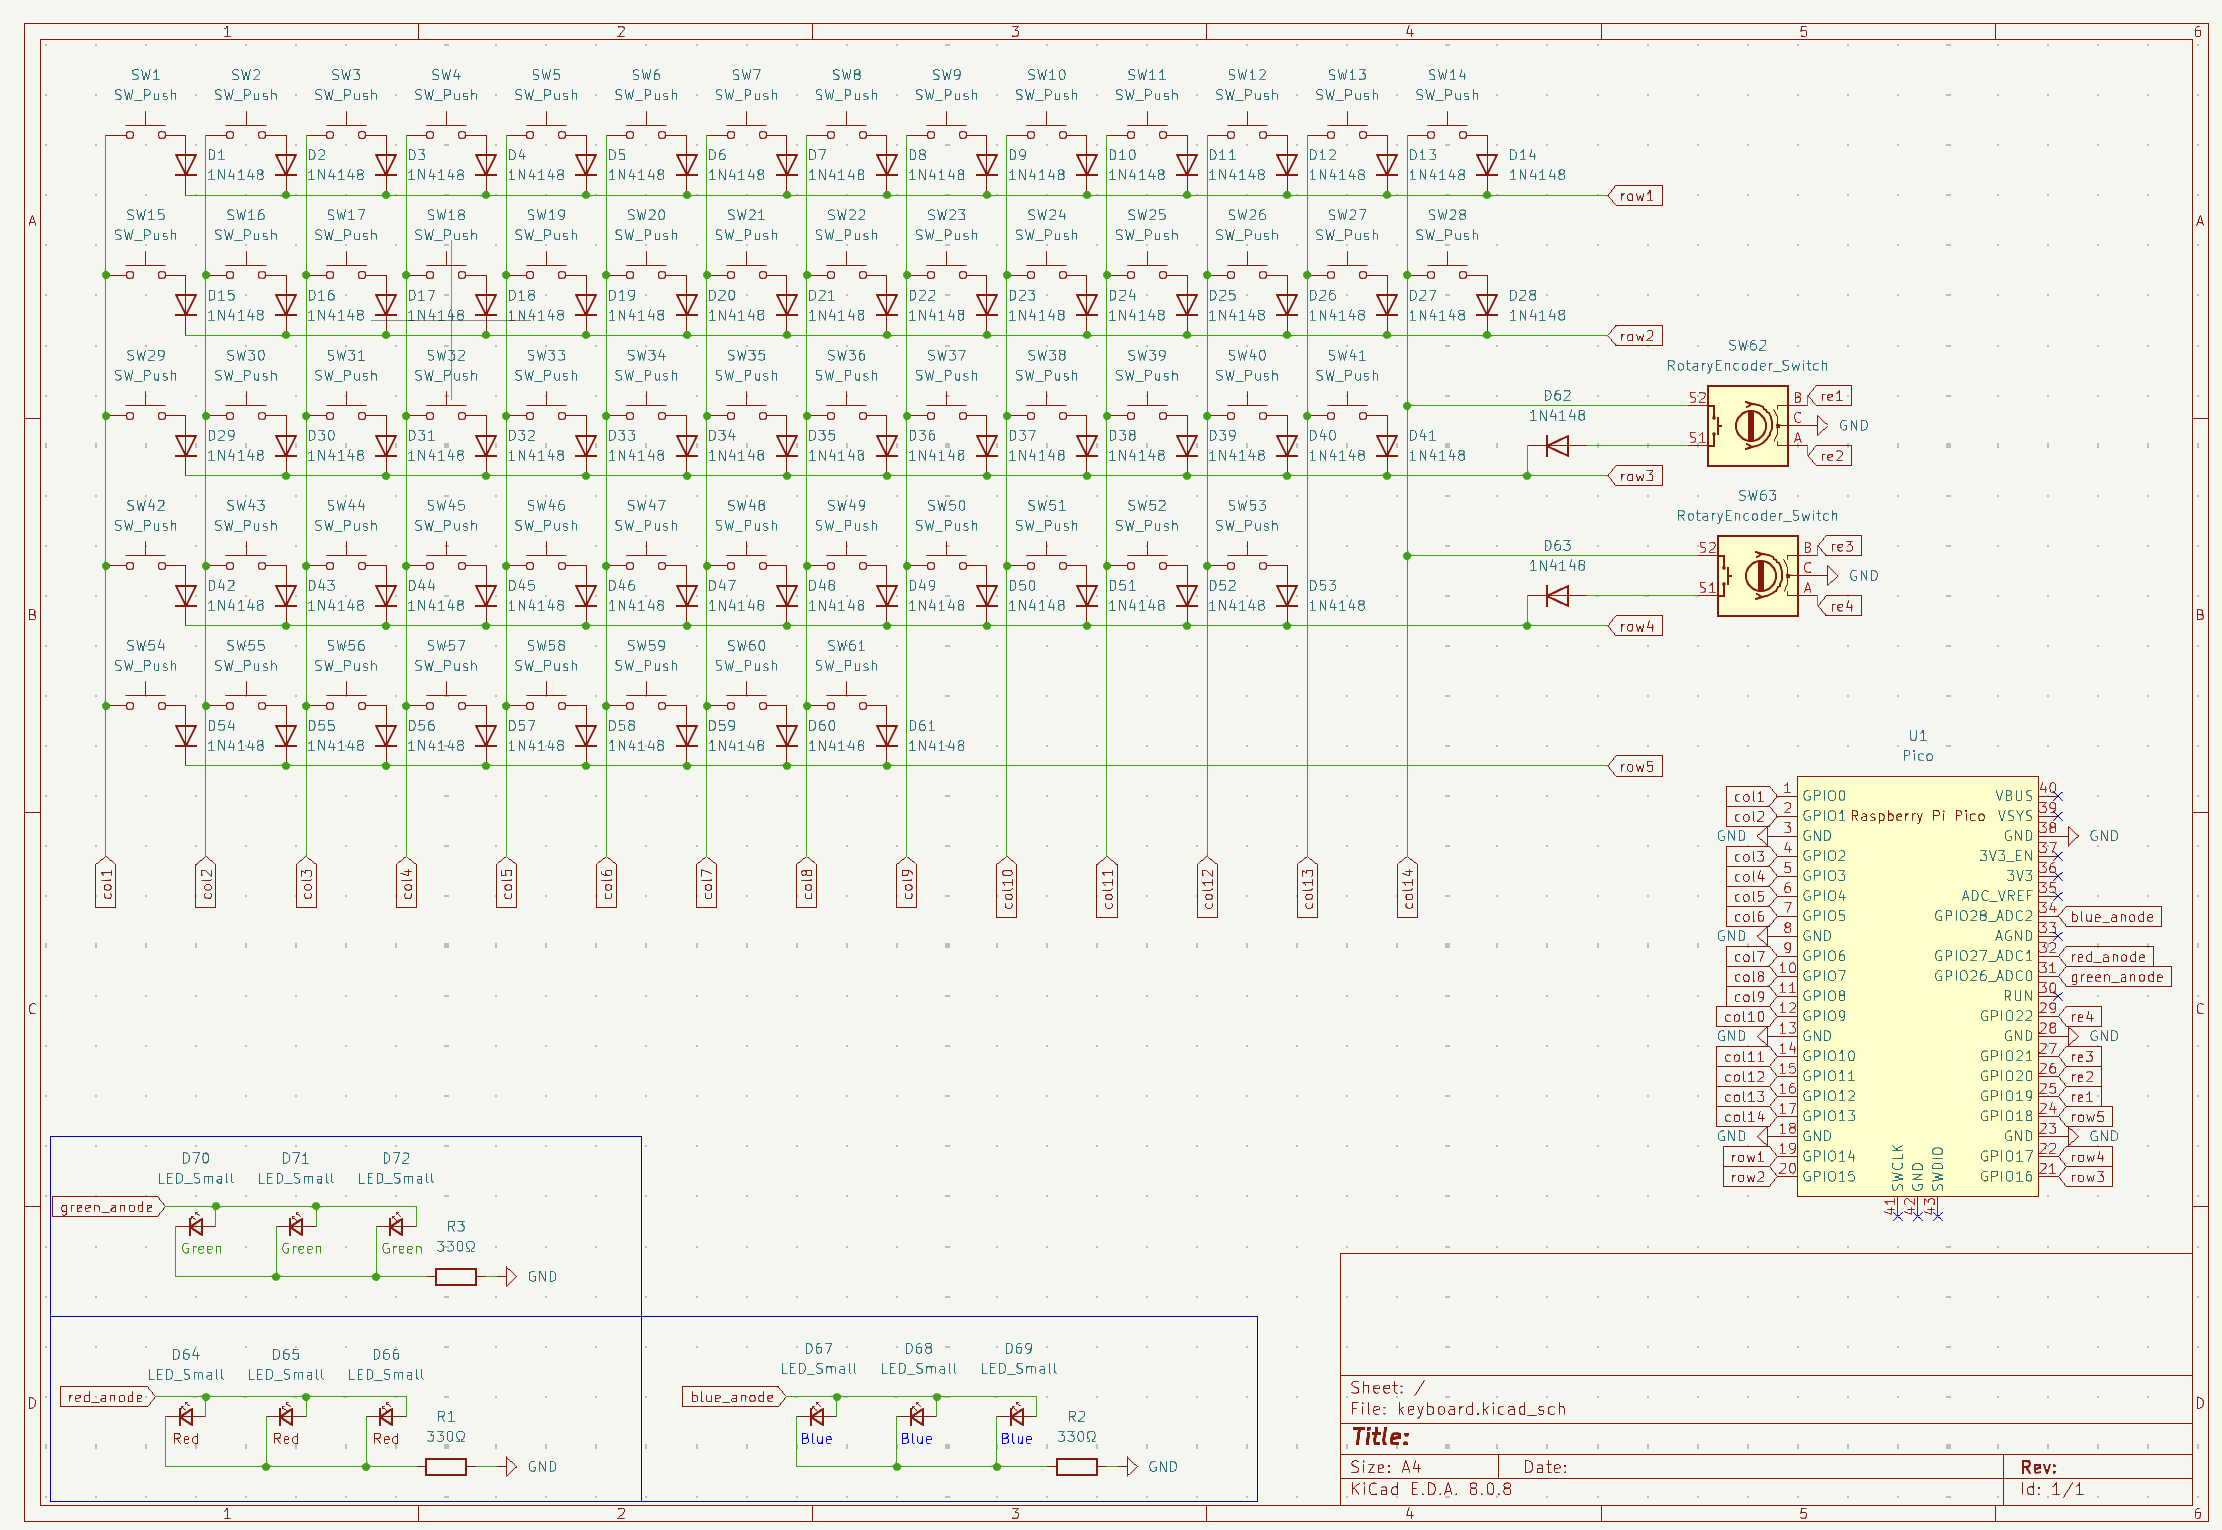 1 2 3 4 5 6
SW1 SW2 SW3 SW4 SW5 SW6 SW7 SW8 SW9 SW10 SW11 SW12 SW13 SW14
SW_Push SW_Push SW_Push SW_Push SW_Push SW_Push SW_Push SW_Push SW_Push SW_Push SW_Push SW_Push SW_Push SW_Push
D1 D2 D3 D4 D5 D6 D7 D8 D9 D10 D11 D12 D13 D14
1N4148 1N4148 1N4148 1N4148 1N4148 1N4148 1N4148 1N4148 1N4148 1N4148 1N4148 1N4148 1N4148 1N4148
row1
A A
SW15 SW16 SW17 SW18 SW19 SW20 SW21 SW22 SW23 SW24 SW25 SW26 SW27 SW28
SW_Push SW_Push SW_Push SW_Push SW_Push SW_Push SW_Push SW_Push SW_Push SW_Push SW_Push SW_Push SW_Push SW_Push
D15 D16 D17 D18 D19 D20 D21 D22 D23 D24 D25 D26 D27 D28
1N4148 1N4148 1N4148 1N4148 1N4148 1N4148 1N4148 1N4148 1N4148 1N4148 1N4148 1N4148 1N4148 1N4148
row2
SW29 SW30 SW31 SW32 SW33 SW34 SW35 SW36 SW37 SW38 SW39 SW40 SW41
SW_Push SW_Push SW_Push SW_Push SW_Push SW_Push SW_Push SW_Push SW_Push SW_Push SW_Push SW_Push SW_Push
D29 D30 D31 D32 D33 D34 D35 D36 D37 D38 D39 D40 D41
1N4148 1N4148 1N4148 1N4148 1N4148 1N4148 1N4148 1N4148 1N4148 1N4148 1N4148 1N4148 1N4148
row3
SW62
RotaryEncoder_Switch
D62
1N4148
S2 B re1
C GND
S1 A re2
SW42 SW43 SW44 SW45 SW46 SW47 SW48 SW49 SW50 SW51 SW52 SW53
SW_Push SW_Push SW_Push SW_Push SW_Push SW_Push SW_Push SW_Push SW_Push SW_Push SW_Push SW_Push
D42 D43 D44 D45 D46 D47 D48 D49 D50 D51 D52 D53
1N4148 1N4148 1N4148 1N4148 1N4148 1N4148 1N4148 1N4148 1N4148 1N4148 1N4148 1N4148
row4
SW63
RotaryEncoder_Switch
D63
1N4148
S2 B re3
C GND
S1 A re4
B B
SW54 SW55 SW56 SW57 SW58 SW59 SW60 SW61
SW_Push SW_Push SW_Push SW_Push SW_Push SW_Push SW_Push SW_Push
D54 D55 D56 D57 D58 D59 D60 D61
1N4148 1N4148 1N4148 1N4148 1N4148 1N4148 1N4148 1N4148
row5
col1 col2 col3 col4 col5 col6 col7 col8 col9 col10 col11 col12 col13 col14
U1
Pico
col1 1 GPIO0 VBUS 40
col2 2 GPIO1 Raspberry Pi Pico VSYS 39
GND 3 GND GND 38 GND
col3 4 GPIO2 3V3_EN 37
col4 5 GPIO3 3V3 36
col5 6 GPIO4 ADC_VREF 35
col6 7 GPIO5 GPIO28_ADC2 34 blue_anode
GND 8 GND AGND 33
col7 9 GPIO6 GPIO27_ADC1 32 red_anode
col8 10 GPIO7 GPIO26_ADC0 31 green_anode
col9 11 GPIO8 RUN 30
col10 12 GPIO9 GPIO22 29 re4
GND 13 GND GND 28 GND
col11 14 GPIO10 GPIO21 27 re3
col12 15 GPIO11 GPIO20 26 re2
col13 16 GPIO12 GPIO19 25 re1
col14 17 GPIO13 GPIO18 24 row5
GND 18 GND GND 23 GND
row1 19 GPIO14 GPIO17 22 row4
row2 20 GPIO15 GPIO16 21 row3
SWCLK GND SWDIO
41 42 43
C C
D70 D71 D72
LED_Small LED_Small LED_Small
green_anode
Green Green Green
R3
330Ω
GND
D64 D65 D66
LED_Small LED_Small LED_Small
red_anode
Red Red Red
R1
330Ω
GND
D67 D68 D69
LED_Small LED_Small LED_Small
blue_anode
Blue Blue Blue
R2
330Ω
GND
D D
Sheet: /
File: keyboard.kicad_sch
Title:
Size: A4 Date: Rev:
KiCad E.D.A. 8.0.8 Id: 1/1
1 2 3 4 5 6